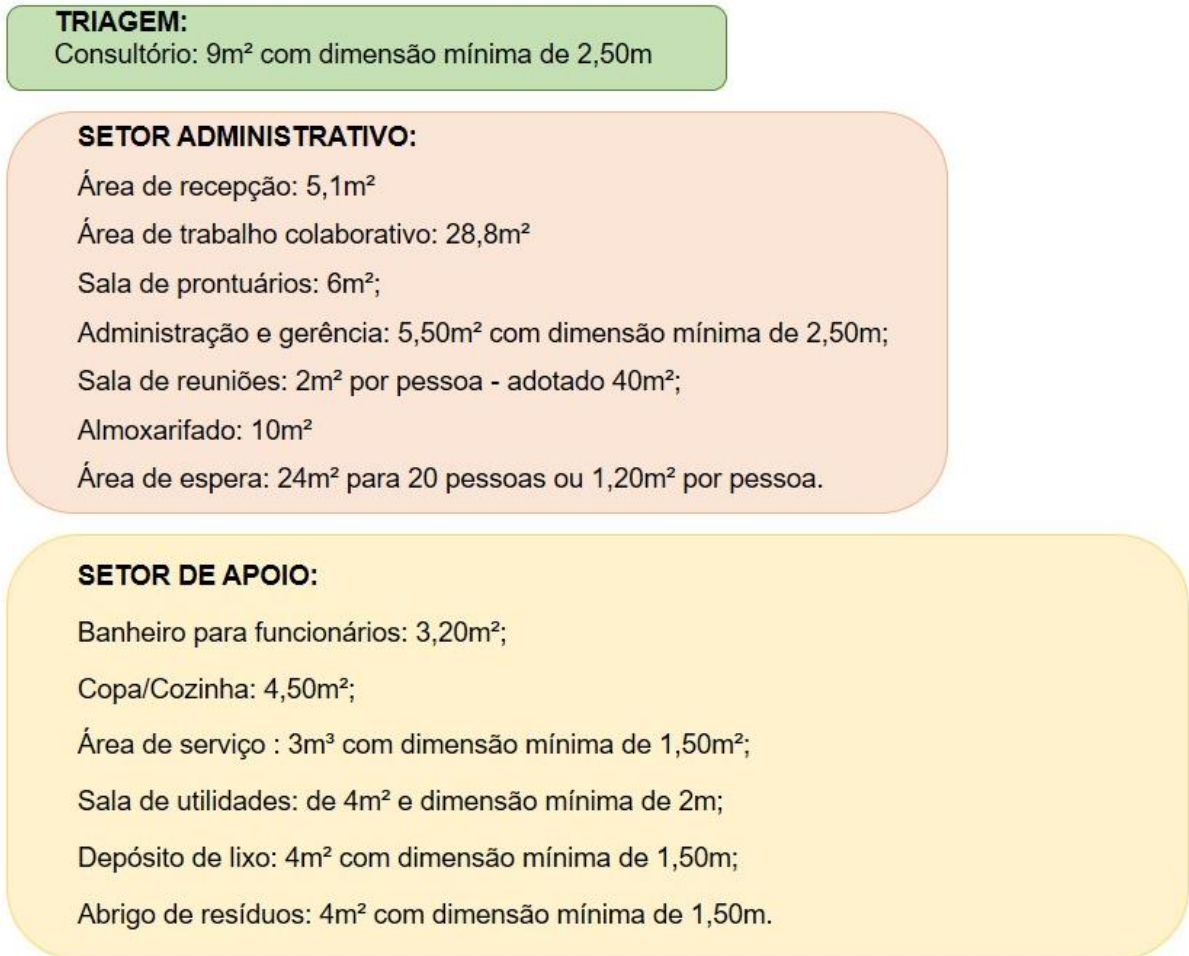 TRIAGEM:
Consultório: 9m² com dimensão mínima de 2,50m
SETOR ADMINISTRATIVO:
Área de recepção: 5,1m²
Área de trabalho colaborativo: 28,8m²
Sala de prontuários: 6m²;
Administração e gerência: 5,50m² com dimensão mínima de 2,50m;
Sala de reuniões: 2m² por pessoa - adotado 40m²;
Almoxarifado: 10m²
Área de espera: 24m² para 20 pessoas ou 1,20m² por pessoa.
SETOR DE APOIO:
Banheiro para funcionários: 3,20m²;
Copa/Cozinha: 4,50m²;
Área de serviço : 3m³ com dimensão mínima de 1,50m²;
Sala de utilidades: de 4m² e dimensão mínima de 2m;
Depósito de lixo: 4m² com dimensão mínima de 1,50m;
Abrigo de resíduos: 4m² com dimensão mínima de 1,50m.